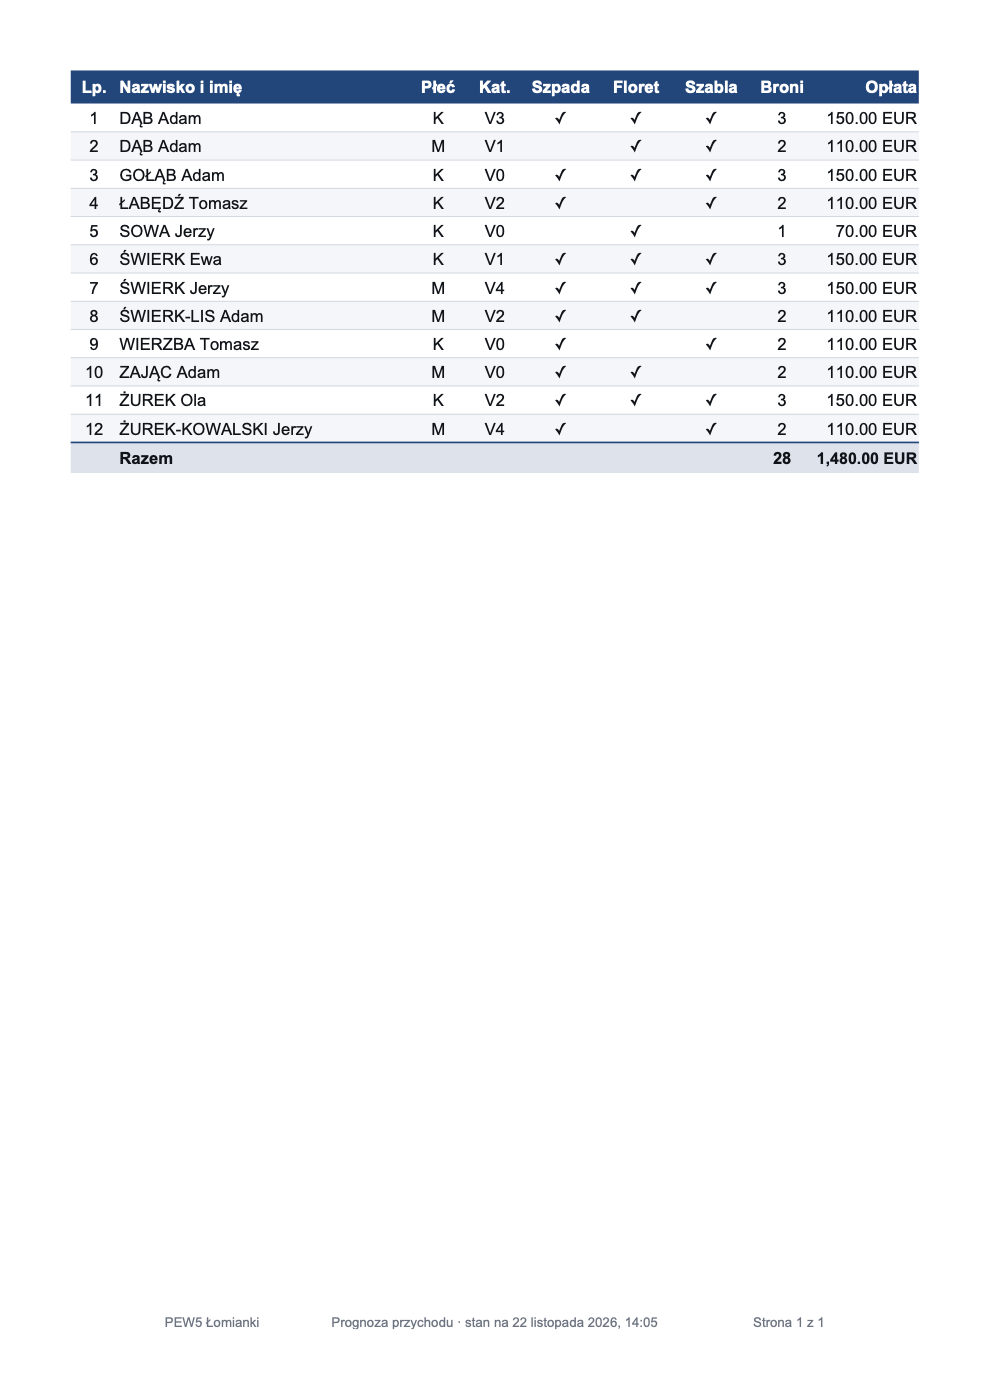 Lp. Nazwisko i imię Płeć Kat. Szpada Floret Szabla Broni Opłata
1 DĄB Adam K V3 ✓ ✓ ✓ 3 150.00 EUR
2 DĄB Adam M V1 ✓ ✓ 2 110.00 EUR
3 GOŁĄB Adam K V0 ✓ ✓ ✓ 3 150.00 EUR
4 ŁABĘDŹ Tomasz K V2 ✓ ✓ 2 110.00 EUR
5 SOWA Jerzy K V0 ✓ 1 70.00 EUR
6 ŚWIERK Ewa K V1 ✓ ✓ ✓ 3 150.00 EUR
7 ŚWIERK Jerzy M V4 ✓ ✓ ✓ 3 150.00 EUR
8 ŚWIERK-LIS Adam M V2 ✓ ✓ 2 110.00 EUR
9 WIERZBA Tomasz K V0 ✓ ✓ 2 110.00 EUR
10 ZAJĄC Adam M V0 ✓ ✓ 2 110.00 EUR
11 ŻUREK Ola K V2 ✓ ✓ ✓ 3 150.00 EUR
12 ŻUREK-KOWALSKI Jerzy M V4 ✓ ✓ 2 110.00 EUR
Razem 28 1,480.00 EUR
PEW5 Łomianki Prognoza przychodu · stan na 22 listopada 2026, 14:05 Strona 1 z 1